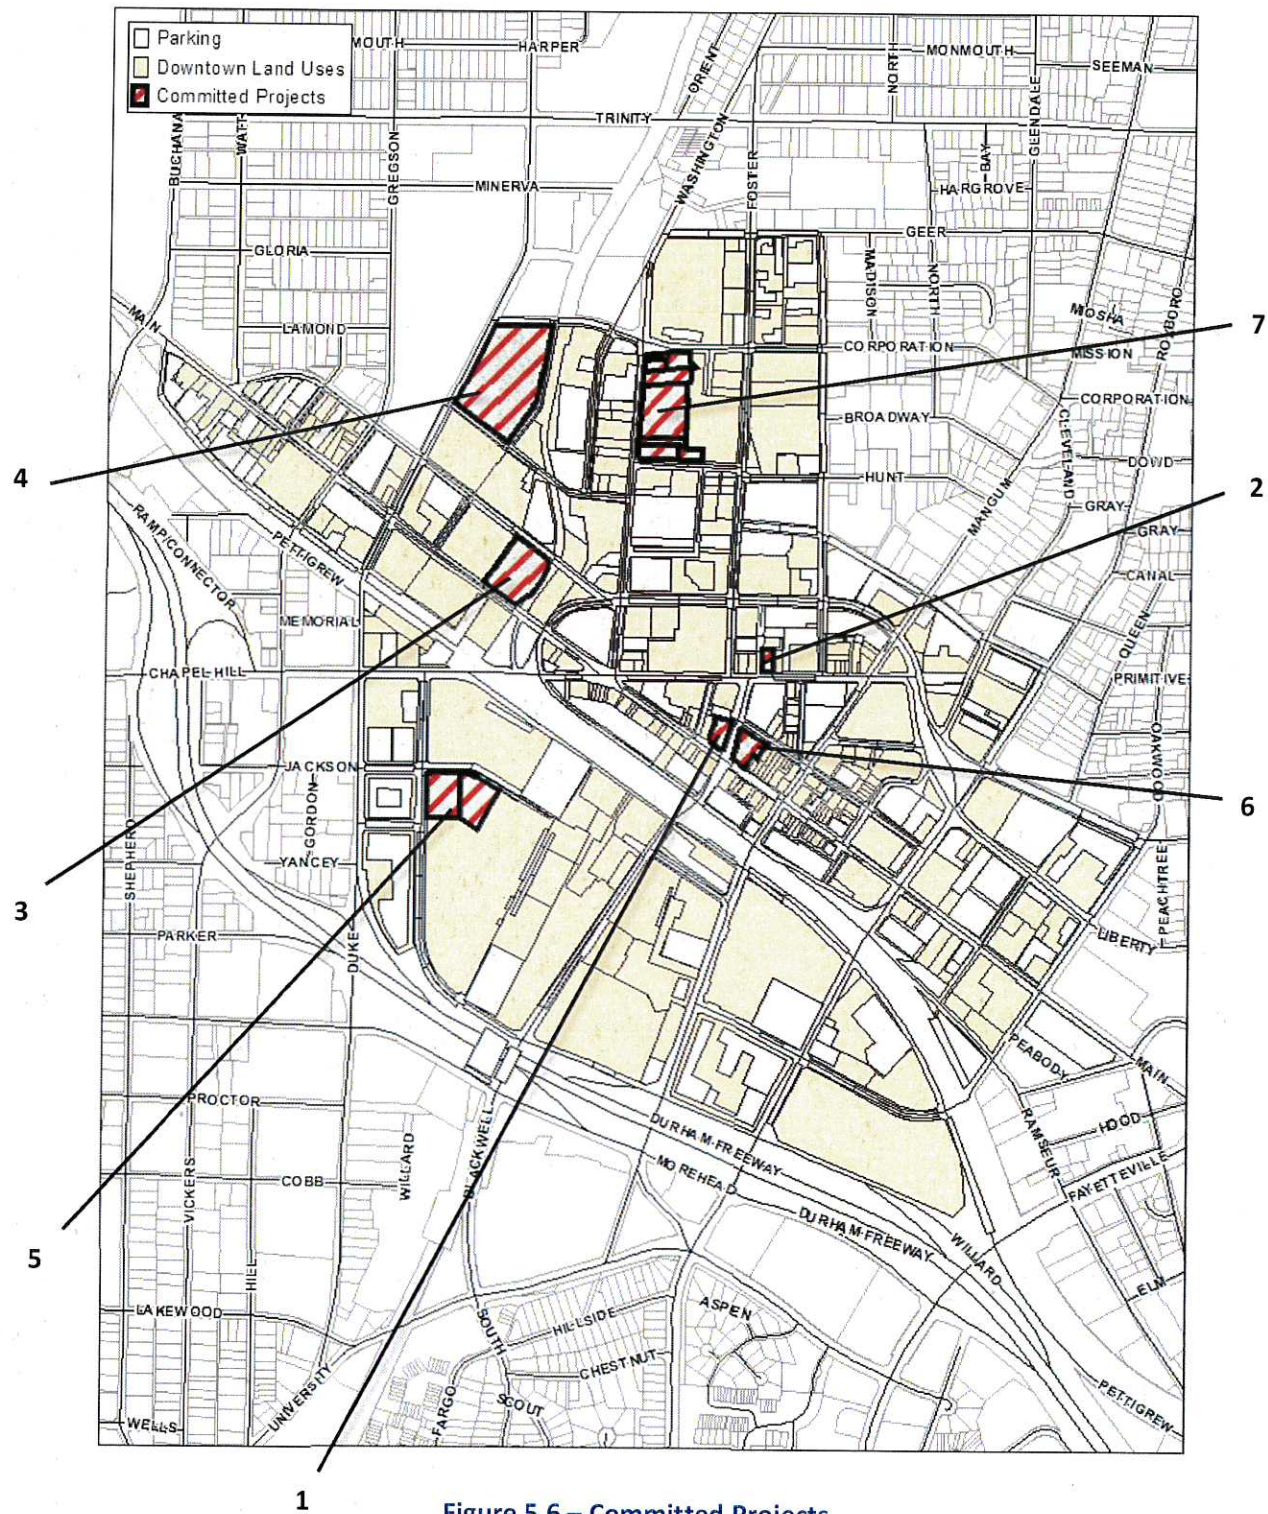 Parking
Downtown Land Uses
Committed Projects
MOUTH
HARPER
ORIENT
NORTH
MONMOUTH
SEEMAN
GLENDALE
BUCHANA
WATT
GREGSON
TRINITY
WASHINGTON
FOSTER
BAY
MINERVA
HARGROVE
GEER
GLORIA
MADISON
NORTH
MAIN
LAMOND
MIOSHA
ROXBORO
7
CORPORATION
MISSION
CORPORATION
BROADWAY
CLEVELAND
4
DOWD
HUNT
2
MANGUM
GRAY
GRAY
RAMP/CONNECTOR
PETTIGREW
CANAL
MEMORIAL
QUEEN
CHAPEL-HILL
PRIMITIVE
OAKWOOD
JACKSON
GORDON
6
SHEPHERD
YANCEY
PEACHTREE
3
PARKER
DUKE
LIBERTY
PEABODY
MAIN
PROCTOR
HOOD
DURHAM-FREEWAY
RAMSEUR
WILLARD
BLACKWELL
MOREHEAD
FAYETTEVILLE
VICKERS
COBB
DURHAM-FREEWAY
WILLARD
5
HILL
ELM
LAKEWOOD
ASPEN
SOUTH
HILLSIDE
CHESTNUT
UNIVERSITY
FARGO
SCOUT
PETTIGREW
WELLS
1
Figure 5.6 – Committed Projects